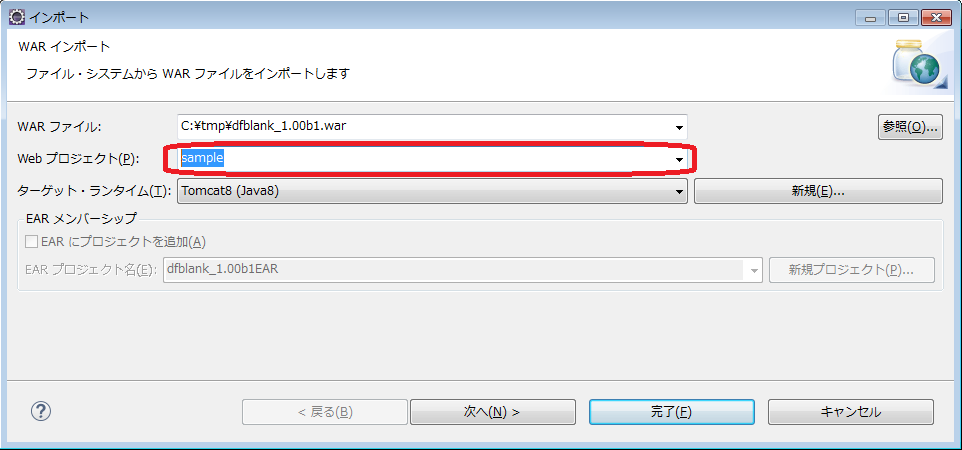 インポート
WAR インポート
ファイル・システムから WAR ファイルをインポートします
WAR ファイル: C:¥tmp¥dfblank_1.00b1.war 参照(O)...
Web プロジェクト(P): sample
ターゲット・ランタイム(T): Tomcat8 (Java8) 新規(E)...
EAR メンバーシップ
EAR にプロジェクトを追加(A)
EAR プロジェクト名(E): dfblank_1.00b1EAR 新規プロジェクト(P)...
? < 戻る(B) 次へ(N) > 完了(F) キャンセル